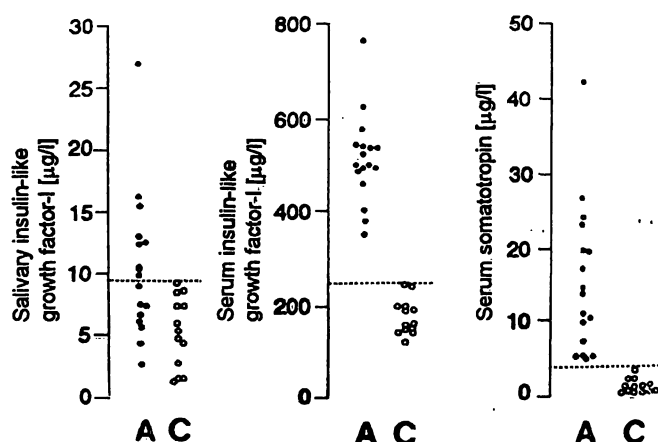 Salivary insulin-like
growth factor-I [µg/l]
30
25
20
15
10
5
0
A C
Serum insulin-like
growth factor-I [µg/l]
800
600
400
200
0
A C
Serum somatotropin [µg/l]
50
40
30
20
10
0
A C